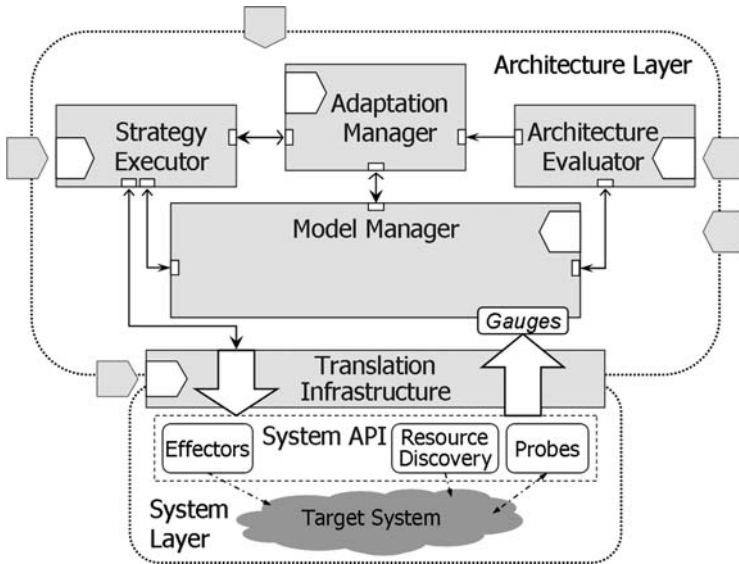 Architecture Layer
Adaptation
Manager
Strategy
Executor
Architecture
Evaluator
Model Manager
Gauges
Translation
Infrastructure
System API
Effectors
Resource
Discovery
Probes
System
Layer
Target System